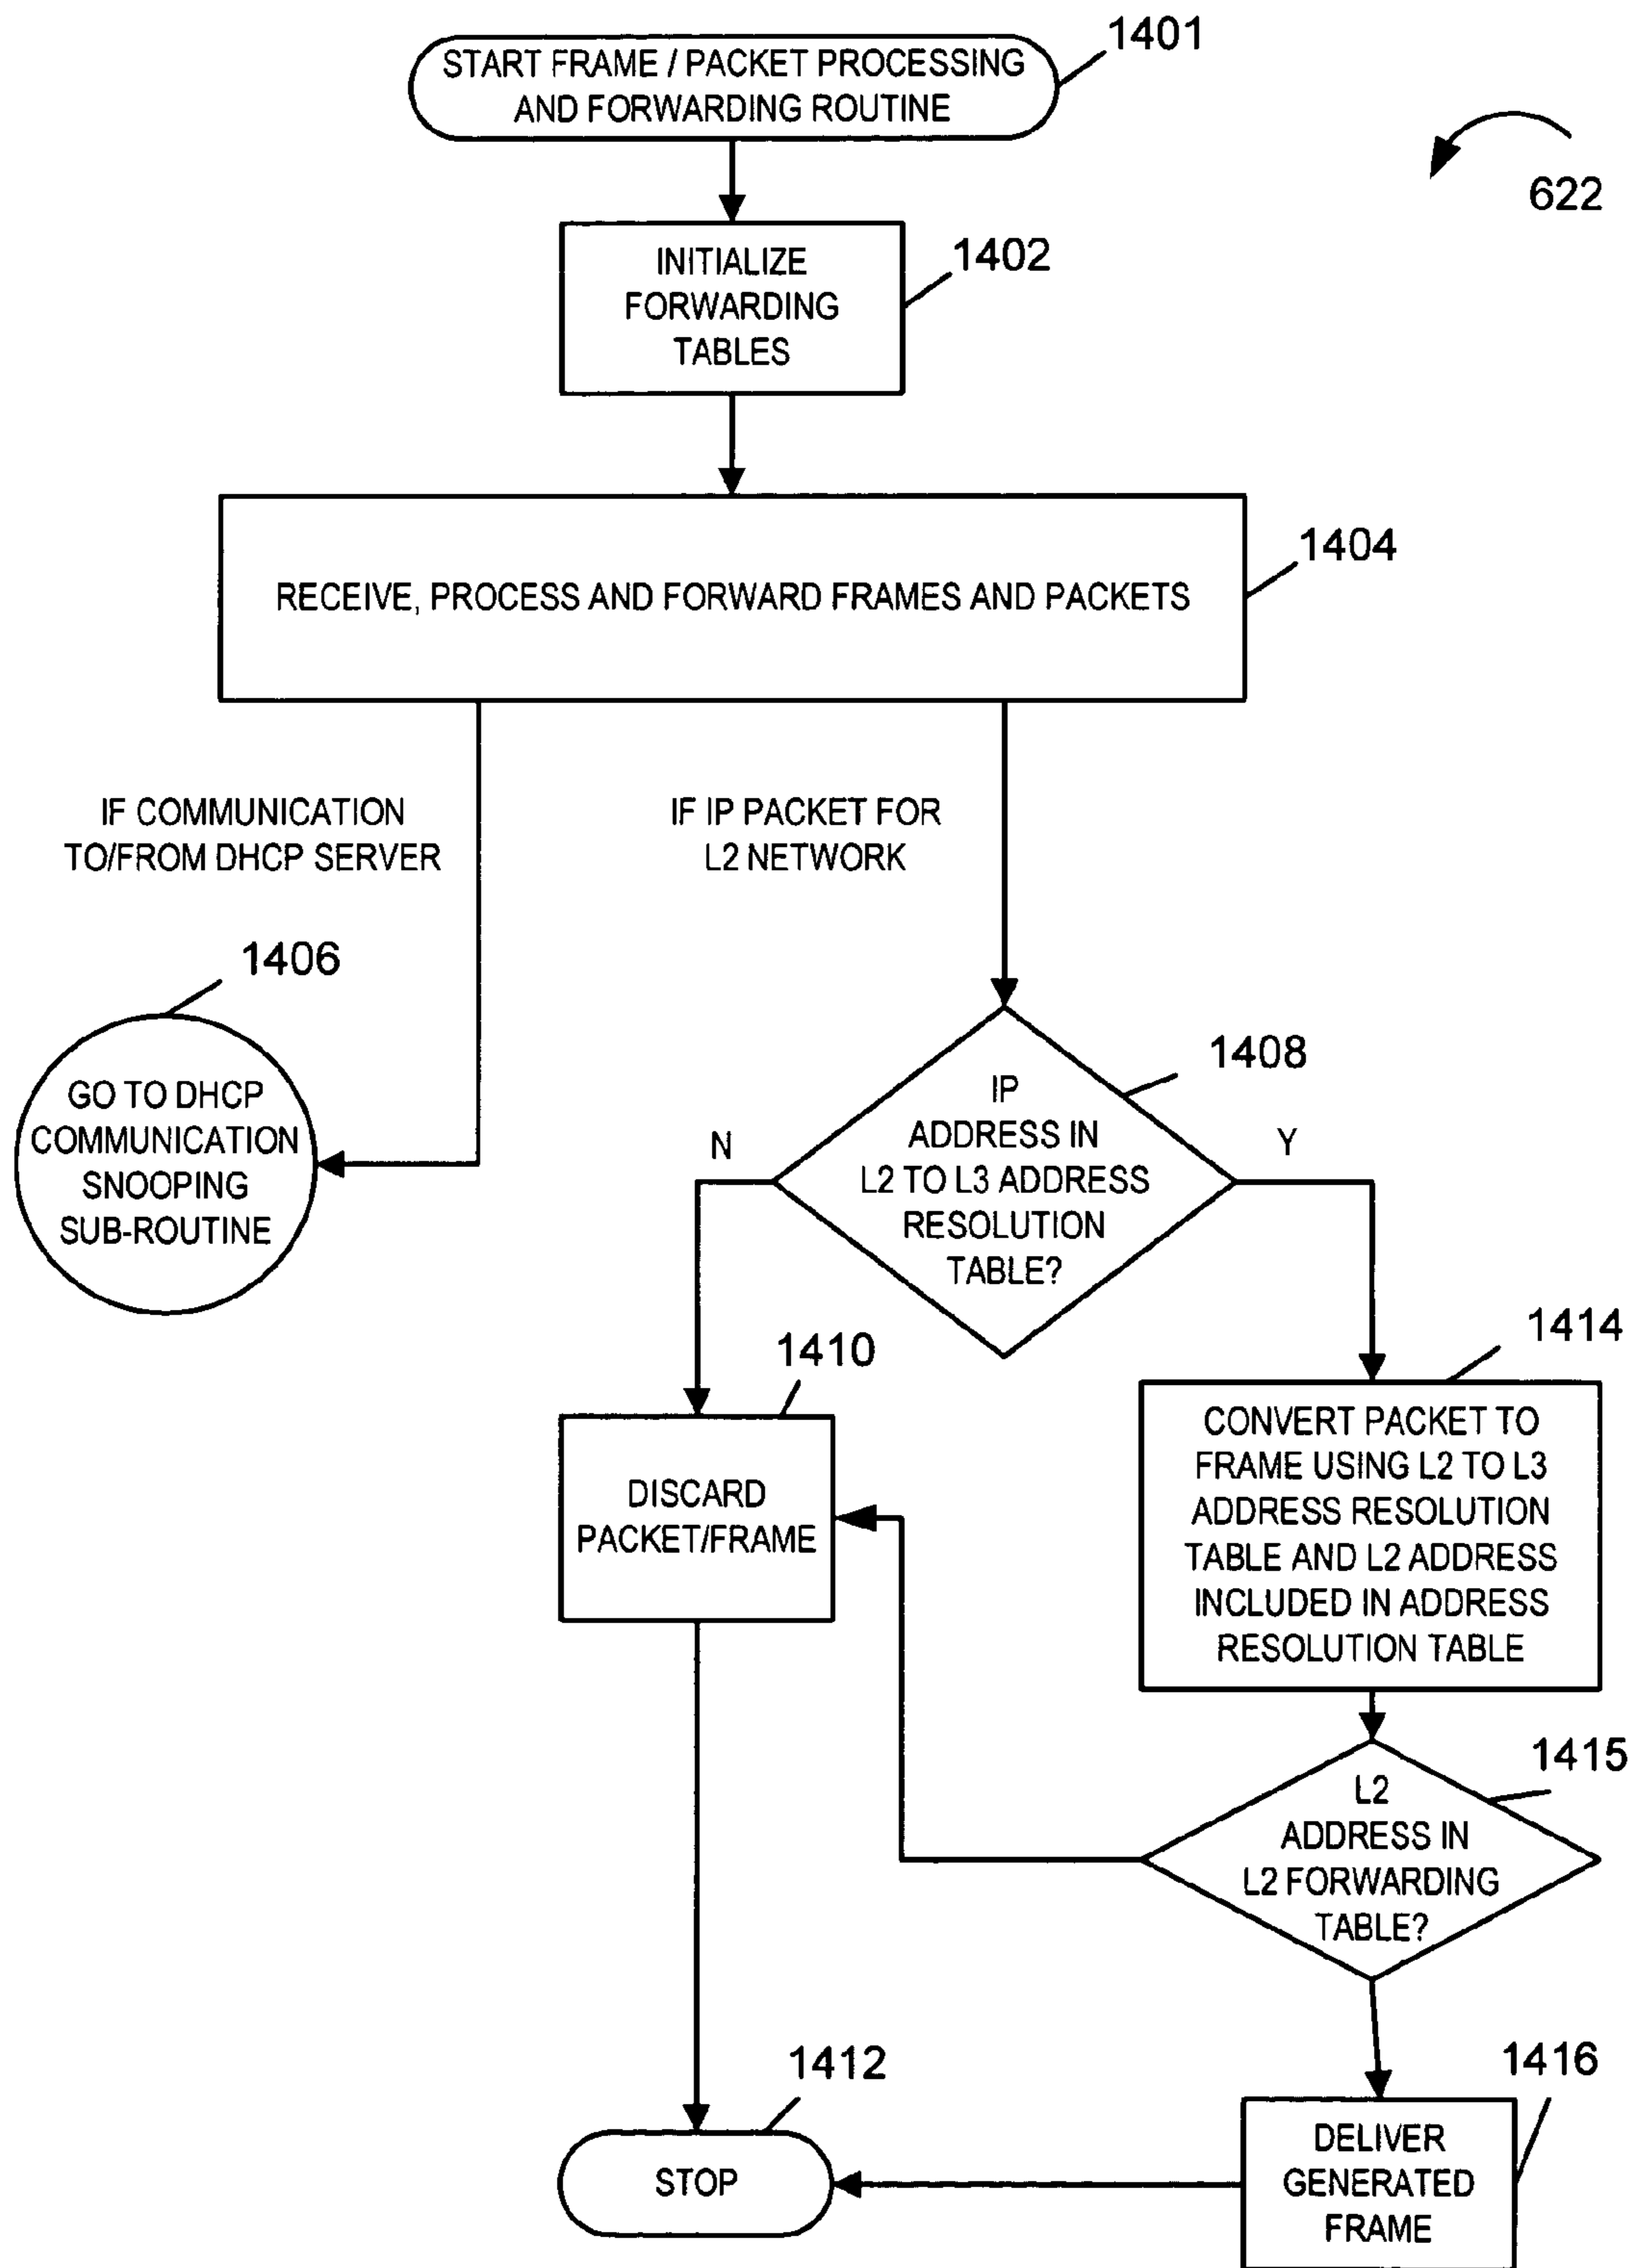 1401
START FRAME / PACKET PROCESSING
AND FORWARDING ROUTINE
622
1402
INITIALIZE
FORWARDING
TABLES
1404
RECEIVE, PROCESS AND FORWARD FRAMES AND PACKETS
IF COMMUNICATION
TO/FROM DHCP SERVER
IF IP PACKET FOR
L2 NETWORK
1406
GO TO DHCP
COMMUNICATION
SNOOPING
SUB-ROUTINE
1408
IP
ADDRESS IN
L2 TO L3 ADDRESS
RESOLUTION
TABLE?
N
Y
1410
DISCARD
PACKET/FRAME
1414
CONVERT PACKET TO
FRAME USING L2 TO L3
ADDRESS RESOLUTION
TABLE AND L2 ADDRESS
INCLUDED IN ADDRESS
RESOLUTION TABLE
1415
L2
ADDRESS IN
L2 FORWARDING
TABLE?
1412
STOP
1416
DELIVER
GENERATED
FRAME